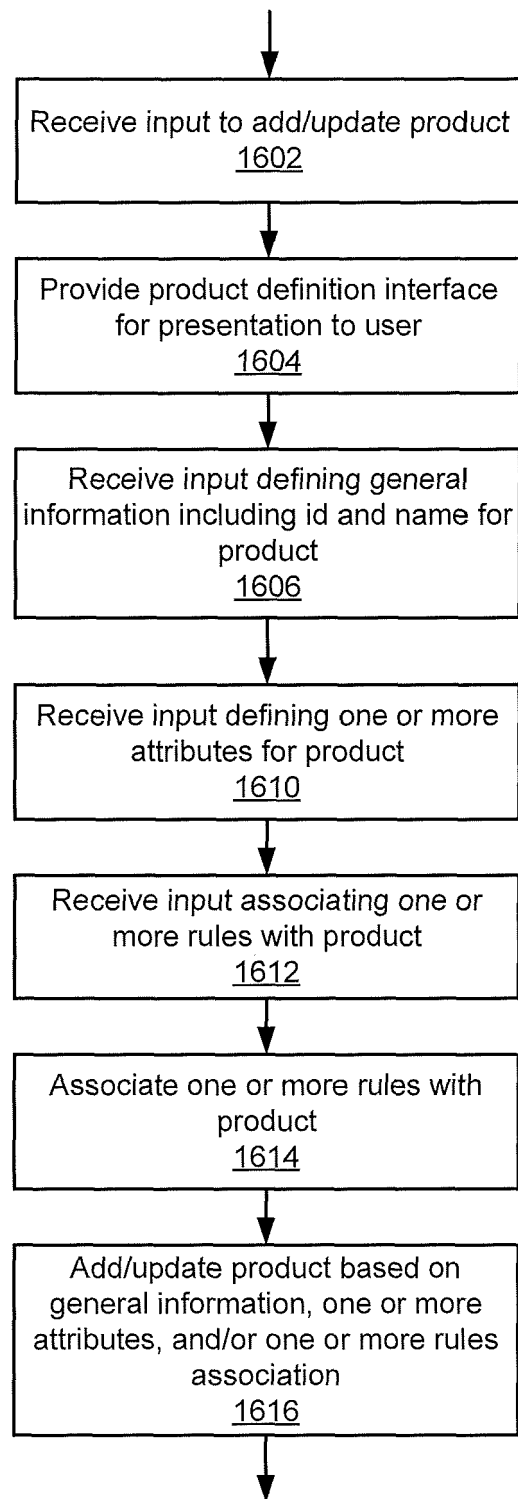 Receive input to add/update product
1602
Provide product definition interface
for presentation to user
1604
Receive input defining general
information including id and name for
product
1606
Receive input defining one or more
attributes for product
1610
Receive input associating one or
more rules with product
1612
Associate one or more rules with
product
1614
Add/update product based on
general information, one or more
attributes, and/or one or more rules
association
1616